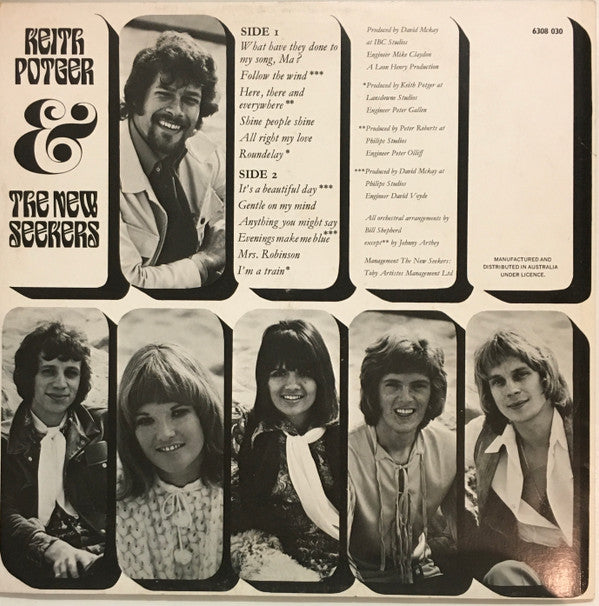 KEITH
POTGER
&
THE NEW
SEEKERS
SIDE 1
What have they done to
my song, Ma?
Follow the wind ***
Here, there and
everywhere **
Shine people shine
All right my love
Roundelay *
SIDE 2
It's a beautiful day ***
Gentle on my mind
Anything you might say
Evenings make me blue ***
Mrs. Robinson
I'm a train*
Produced by David Mckay
at IBC Studios
Engineer Mike Claydon
A Leon Henry Production
*Produced by Keith Potger at
Lansdowne Studios
Engineer Peter Gallen
**Produced by Peter Roberts at
Philips Studios
Engineer Peter Olliff
***Produced by David Mckay at
Philips Studios
Engineer David Voyde
All orchestral arrangements by
Bill Shepherd
except** by Johnny Arthey
Management The New Seekers:
Toby Artistes Management Ltd
6308 030
MANUFACTURED AND
DISTRIBUTED IN AUSTRALIA
UNDER LICENCE.